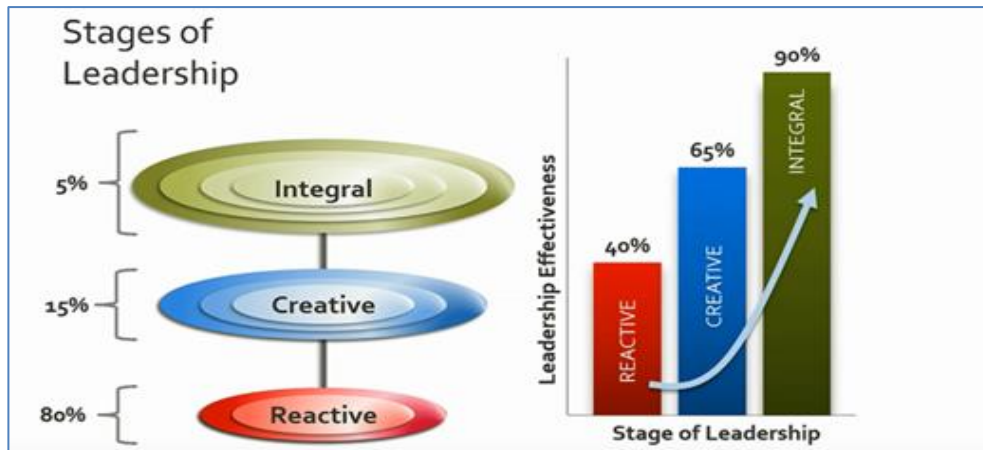 Stages of
Leadership
5%
Integral
15%
Creative
80%
Reactive
90%
65%
40%
INTEGRAL
CREATIVE
REACTIVE
Leadership Effectiveness
Stage of Leadership